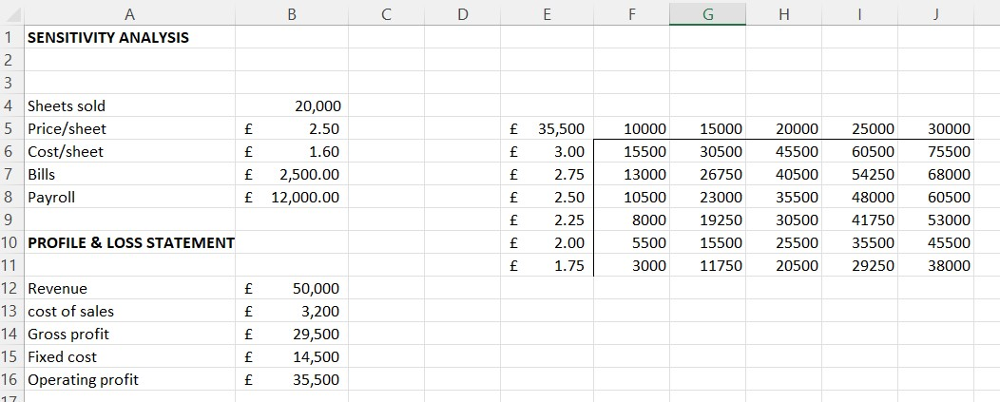 A B C D E F G H I J
1 SENSITIVITY ANALYSIS
2
3
4 Sheets sold 20,000
5 Price/sheet £ 2.50 £ 35,500 10000 15000 20000 25000 30000
6 Cost/sheet £ 1.60 £ 3.00 15500 30500 45500 60500 75500
7 Bills £ 2,500.00 £ 2.75 13000 26750 40500 54250 68000
8 Payroll £ 12,000.00 £ 2.50 10500 23000 35500 48000 60500
9 £ 2.25 8000 19250 30500 41750 53000
10 PROFILE & LOSS STATEMENT £ 2.00 5500 15500 25500 35500 45500
11 £ 1.75 3000 11750 20500 29250 38000
12 Revenue £ 50,000
13 cost of sales £ 3,200
14 Gross profit £ 29,500
15 Fixed cost £ 14,500
16 Operating profit £ 35,500
17